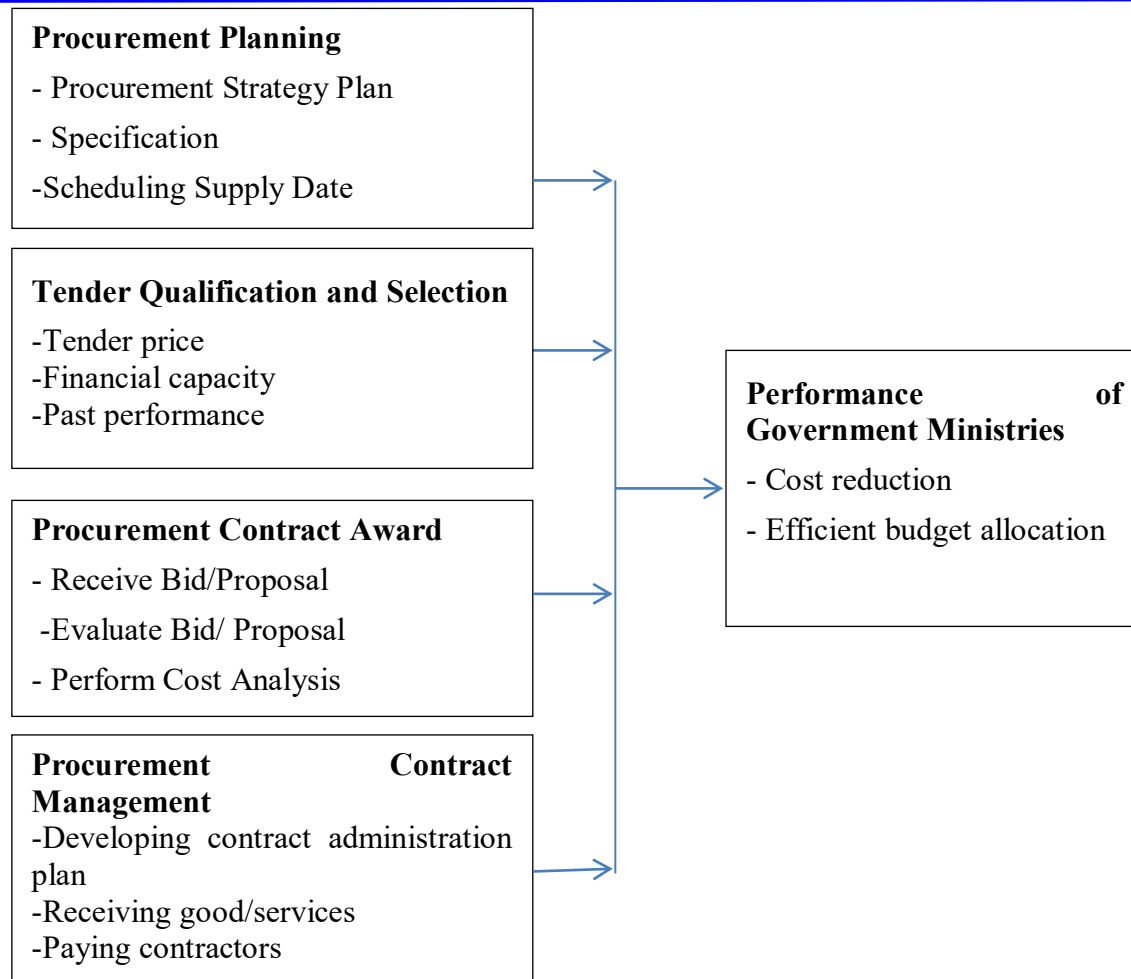 Procurement Planning
- Procurement Strategy Plan
- Specification
-Scheduling Supply Date
Tender Qualification and Selection
-Tender price
-Financial capacity
-Past performance
Procurement Contract Award
- Receive Bid/Proposal
-Evaluate Bid/ Proposal
- Perform Cost Analysis
Procurement Contract
Management
-Developing contract administration
plan
-Receiving good/services
-Paying contractors
Performance of
Government Ministries
- Cost reduction
- Efficient budget allocation